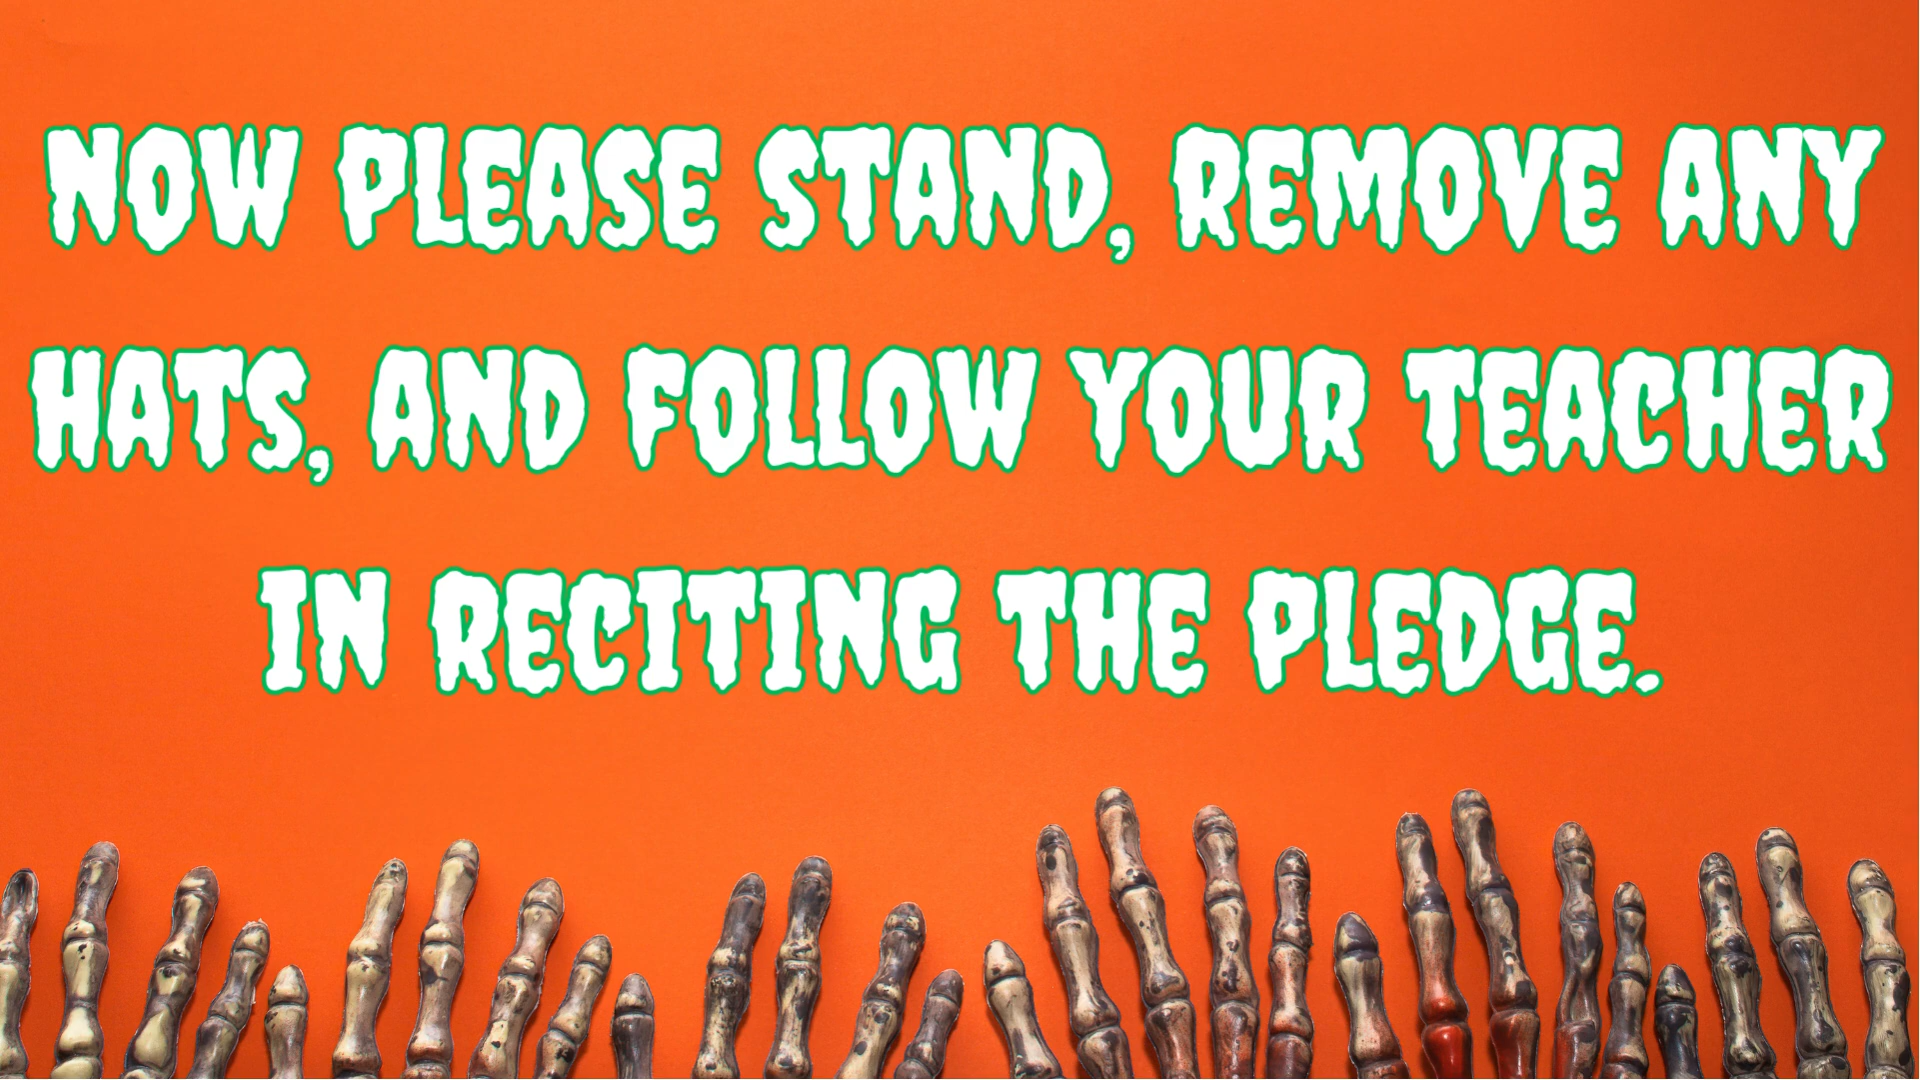 NOW PLEASE STAND, REMOVE ANY
HATS, AND FOLLOW YOUR TEACHER
IN RECITING THE PLEDGE.